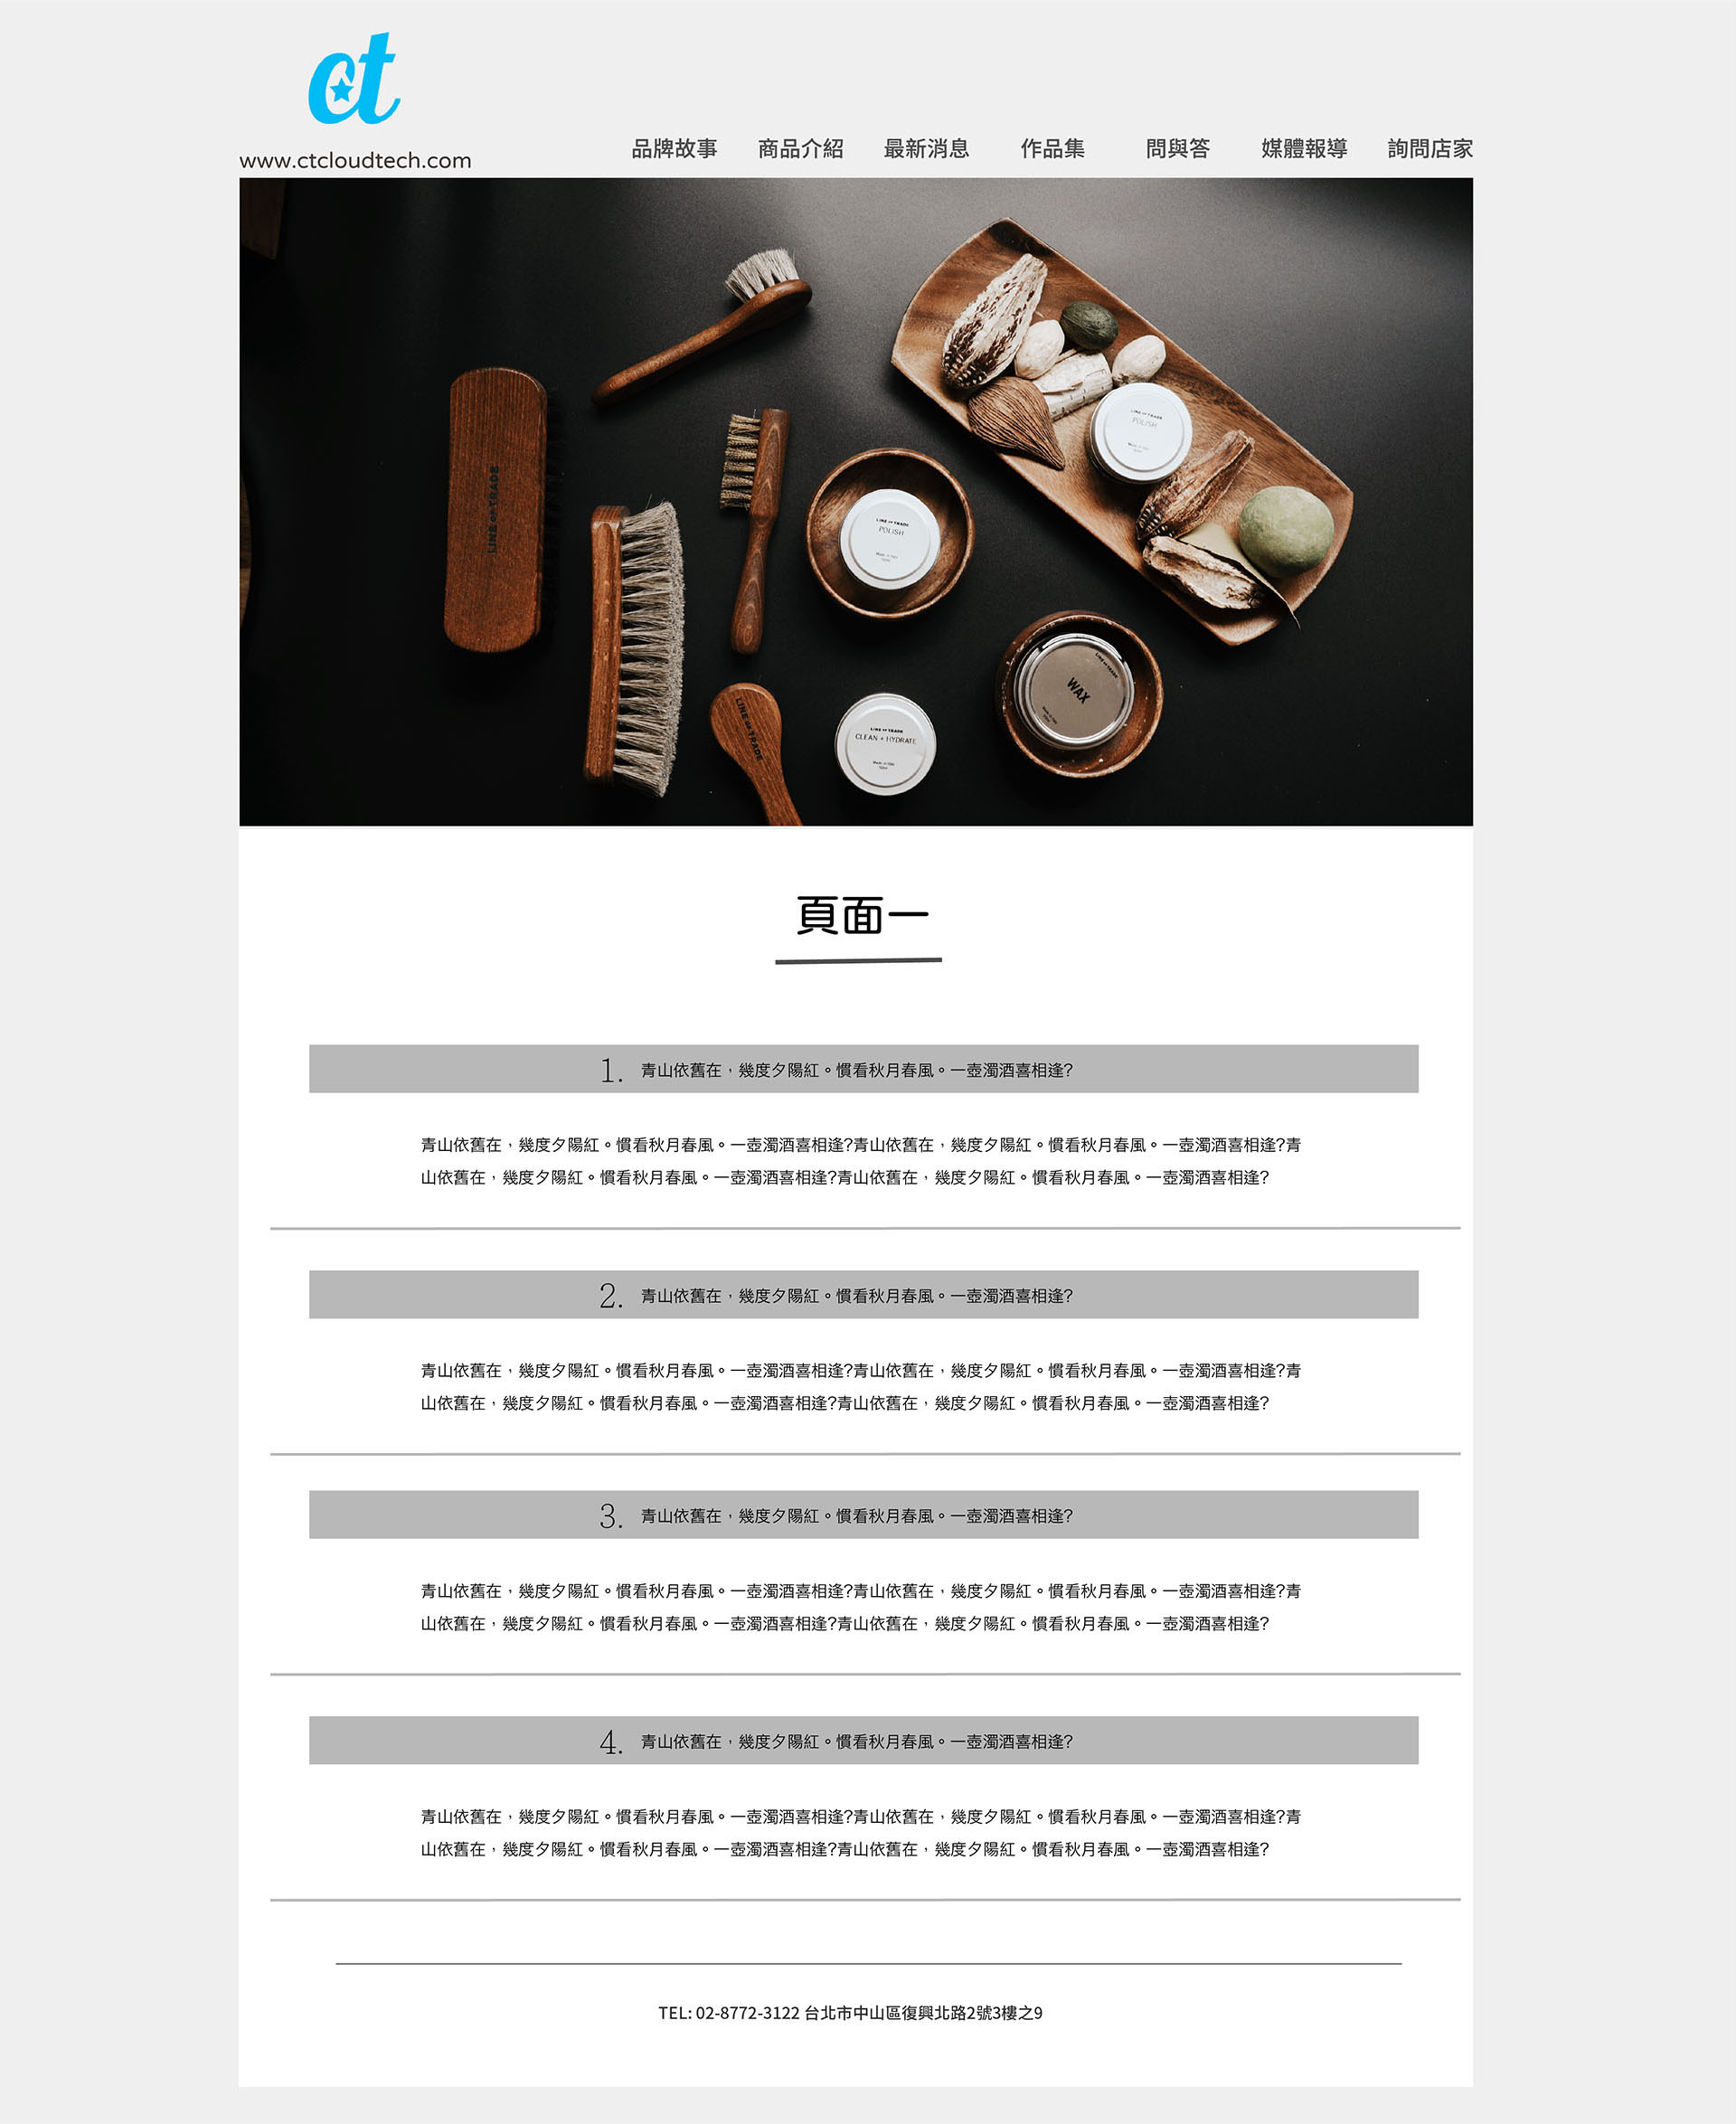 ct
www.ctcloudtech.com
品牌故事 商品介紹 最新消息 作品集 問與答 媒體報導 詢問店家
LINE OF TRADE
POLISH
LINE OF TRADE
LINE OF TRADE
POLISH
LINE OF TRADE
WAX
LINE OF TRADE
LINE OF TRADE
CLEAN + HYDRATE
頁面一
1. 青山依舊在，幾度夕陽紅。慣看秋月春風。一壺濁酒喜相逢?
青山依舊在，幾度夕陽紅。慣看秋月春風。一壺濁酒喜相逢?青山依舊在，幾度夕陽紅。慣看秋月春風。一壺濁酒喜相逢?青
山依舊在，幾度夕陽紅。慣看秋月春風。一壺濁酒喜相逢?青山依舊在，幾度夕陽紅。慣看秋月春風。一壺濁酒喜相逢?
2. 青山依舊在，幾度夕陽紅。慣看秋月春風。一壺濁酒喜相逢?
青山依舊在，幾度夕陽紅。慣看秋月春風。一壺濁酒喜相逢?青山依舊在，幾度夕陽紅。慣看秋月春風。一壺濁酒喜相逢?青
山依舊在，幾度夕陽紅。慣看秋月春風。一壺濁酒喜相逢?青山依舊在，幾度夕陽紅。慣看秋月春風。一壺濁酒喜相逢?
3. 青山依舊在，幾度夕陽紅。慣看秋月春風。一壺濁酒喜相逢?
青山依舊在，幾度夕陽紅。慣看秋月春風。一壺濁酒喜相逢?青山依舊在，幾度夕陽紅。慣看秋月春風。一壺濁酒喜相逢?青
山依舊在，幾度夕陽紅。慣看秋月春風。一壺濁酒喜相逢?青山依舊在，幾度夕陽紅。慣看秋月春風。一壺濁酒喜相逢?
4. 青山依舊在，幾度夕陽紅。慣看秋月春風。一壺濁酒喜相逢?
青山依舊在，幾度夕陽紅。慣看秋月春風。一壺濁酒喜相逢?青山依舊在，幾度夕陽紅。慣看秋月春風。一壺濁酒喜相逢?青
山依舊在，幾度夕陽紅。慣看秋月春風。一壺濁酒喜相逢?青山依舊在，幾度夕陽紅。慣看秋月春風。一壺濁酒喜相逢?
TEL: 02-8772-3122 台北市中山區復興北路2號3樓之9